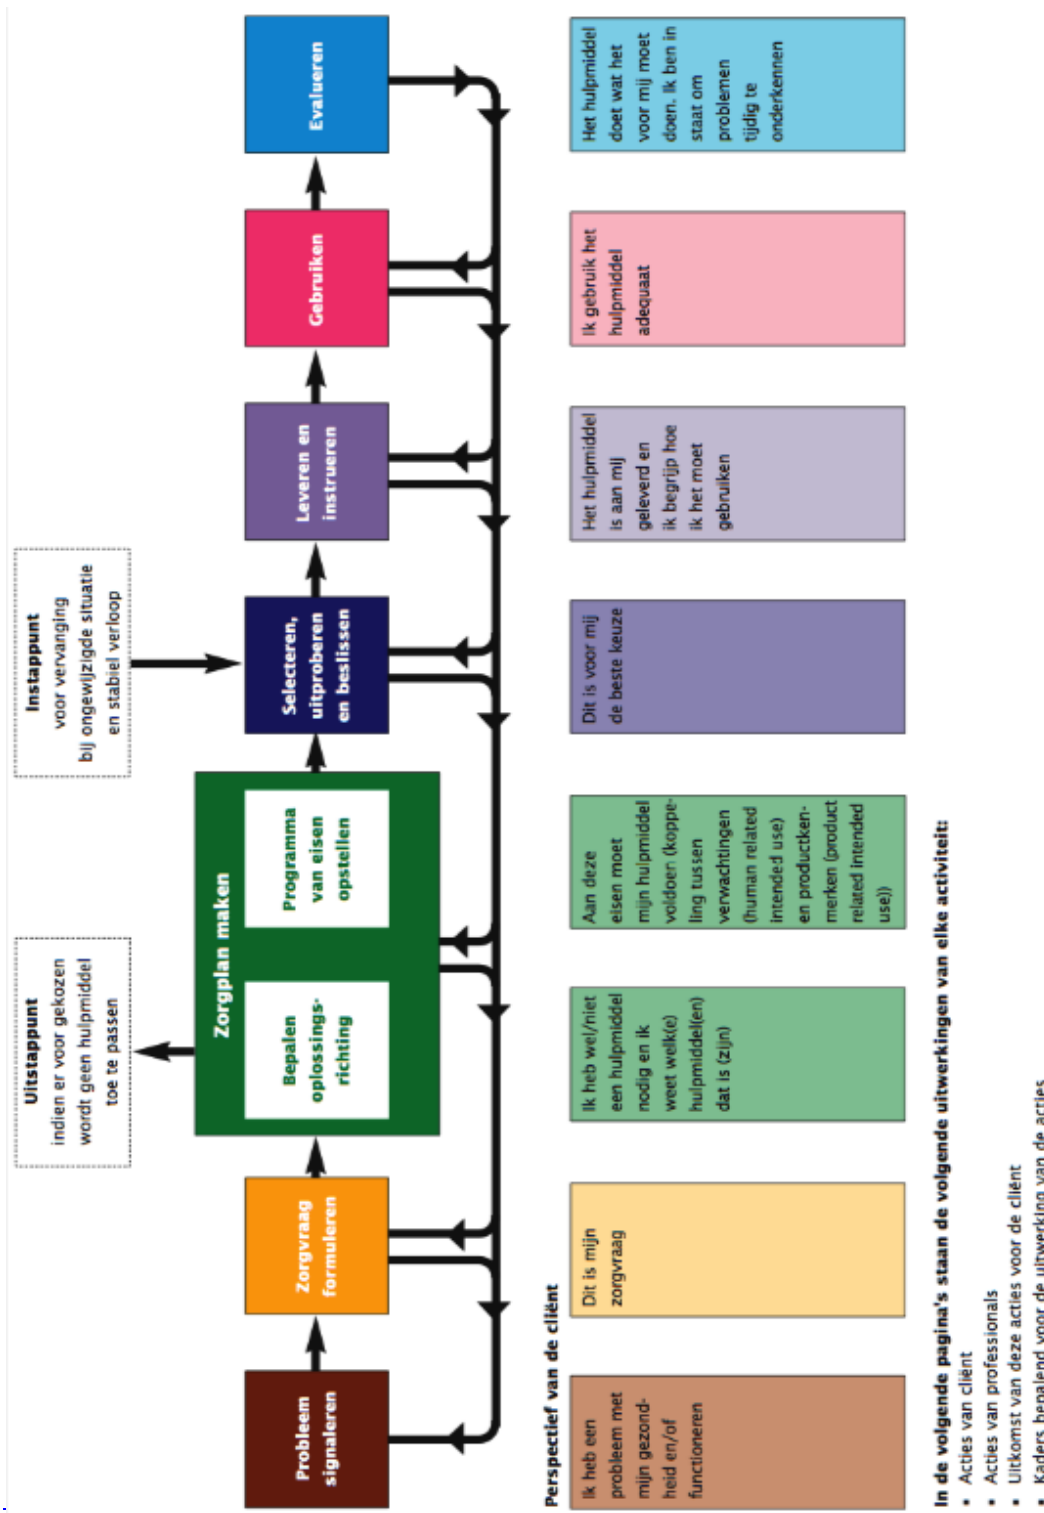 Uitstappunt
indien er voor gekozen
wordt geen hulpmiddel
toe te passen
Instappunt
voor vervanging
bij ongewijzigde situatie
en stabiel verloop
Probleem
signaleren
Zorgvraag
formuleren
Zorgplan maken
Bepalen
oplossings-
richting
Programma
van eisen
opstellen
Selecteren,
uitproberen
en beslissen
Leveren en
instrueren
Gebruiken
Evalueren
Perspectief van de cliënt
Ik heb een
probleem met
mijn gezond-
heid en/of
functioneren
Dit is mijn
zorgvraag
Ik heb wel/niet
een hulpmiddel
nodig en ik
weet welk(e)
hulpmiddel(en)
dat is (zijn)
Aan deze
eisen moet
mijn hulpmiddel
voldoen (koppe-
ling tussen
verwachtingen
(human related
intended use)
en productken-
merken (product
related intended
use))
Dit is voor mij
de beste keuze
Het hulpmiddel
is aan mij
geleverd en
ik begrijp hoe
ik het moet
gebruiken
Ik gebruik het
hulpmiddel
adequaat
Het hulpmiddel
doet wat het
voor mij moet
doen. Ik ben in
staat om
problemen
tijdig te
onderkennen
In de volgende pagina's staan de volgende uitwerkingen van elke activiteit:
• Acties van cliënt
• Acties van professionals
• Uitkomst van deze acties voor de cliënt
• Kaders bepalend voor de uitwerking van de acties